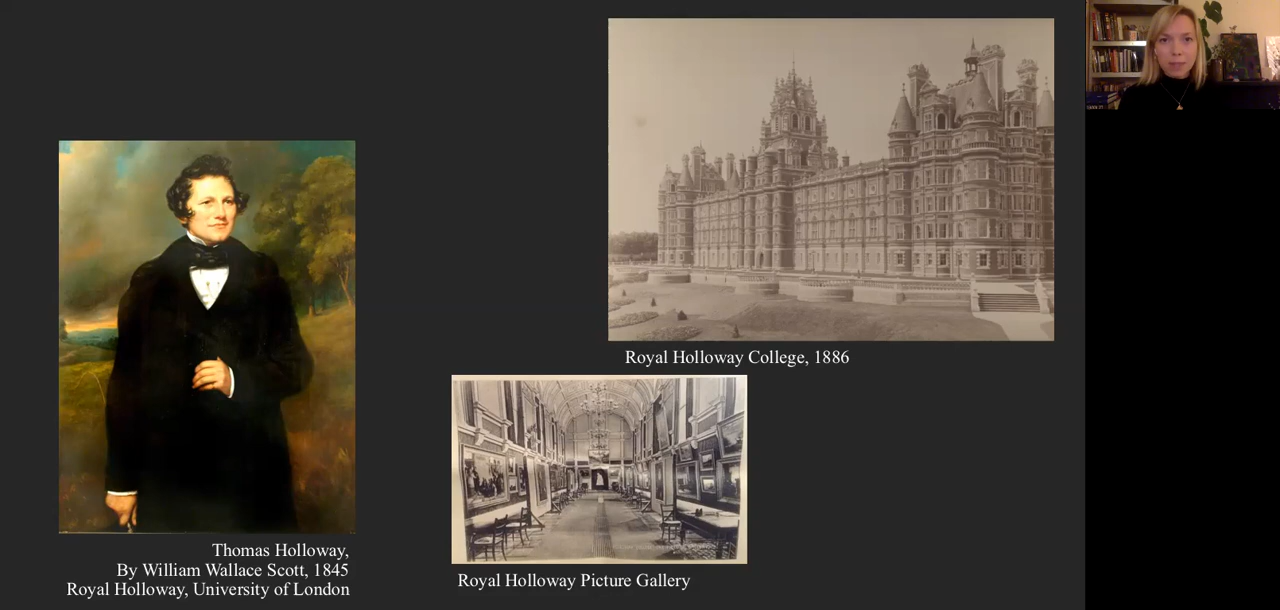 Royal Holloway College, 1886
Thomas Holloway,
By William Wallace Scott, 1845
Royal Holloway, University of London
Royal Holloway Picture Gallery